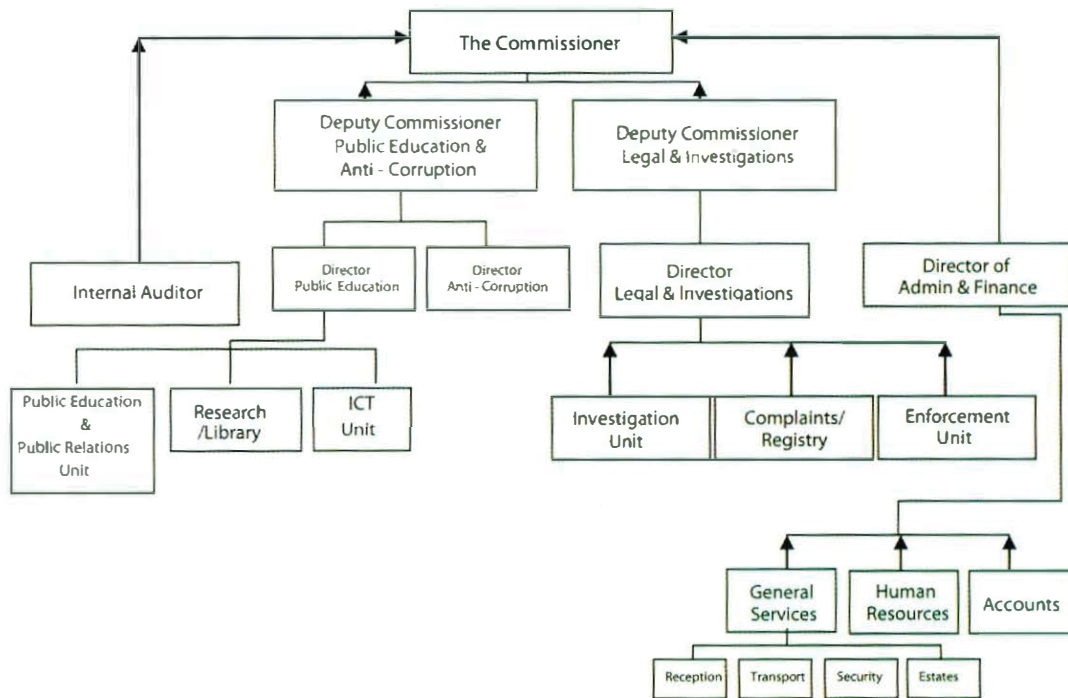 The Commissioner
Deputy Commissioner
Public Education &
Anti - Corruption
Deputy Commissioner
Legal & Investigations
Internal Auditor
Director
Public Education
Director
Anti - Corruption
Director
Legal & Investigations
Director of
Admin & Finance
Public Education
&
Public Relations
Unit
Research
/Library
ICT
Unit
Investigation
Unit
Complaints/
Registry
Enforcement
Unit
General
Services
Human
Resources
Accounts
Reception
Transport
Security
Estates